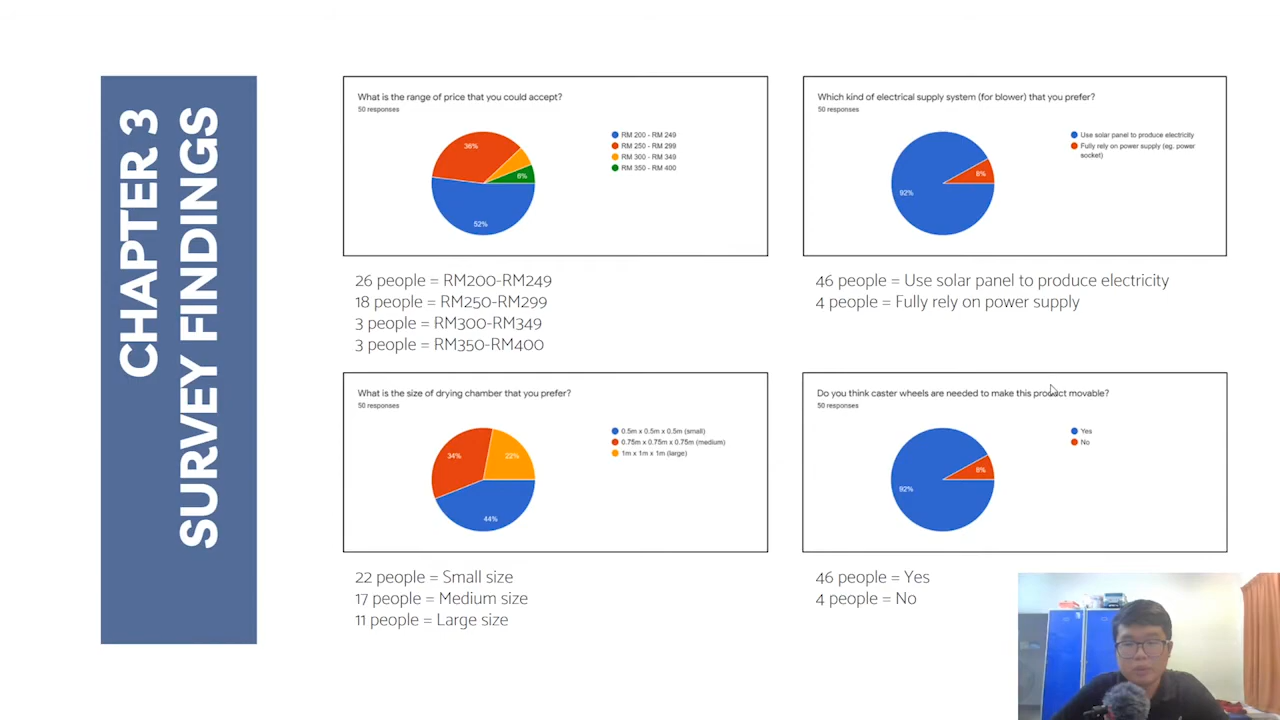 CHAPTER 3
SURVEY FINDINGS
What is the range of price that you could accept?
50 responses
RM 200 - RM 249
RM 250 - RM 299
RM 300 - RM 349
RM 350 - RM 400
36%
8%
52%
26 people = RM200-RM249
18 people = RM250-RM299
3 people = RM300-RM349
3 people = RM350-RM400
Which kind of electrical supply system (for blower) that you prefer?
50 responses
Use solar panel to produce electricity
Fully rely on power supply (eg. power
socket)
8%
92%
46 people = Use solar panel to produce electricity
4 people = Fully rely on power supply
What is the size of drying chamber that you prefer?
50 responses
0.5m x 0.5m x 0.5m (small)
0.75m x 0.75m x 0.75m (medium)
1m x 1m x 1m (large)
34%
22%
44%
22 people = Small size
17 people = Medium size
11 people = Large size
Do you think caster wheels are needed to make this product movable?
50 responses
Yes
No
8%
92%
46 people = Yes
4 people = No